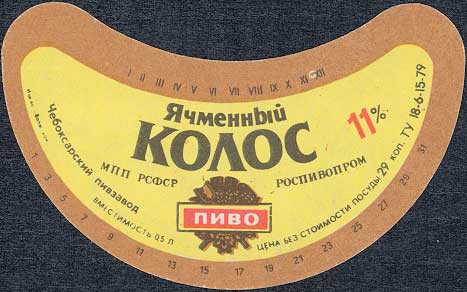 I II III IV V VI VII VIII IX X XI XII
Ячменный
КОЛОС
11%
МПП РСФСР
РОСПИВОПРОМ
ПИВО
Чебоксарский пивзавод
ВМЕСТИМОСТЬ 0,5 Л
ЦЕНА БЕЗ СТОИМОСТИ ПОСУДЫ 29 КОП. ТУ 18-6-15-79
1 3 5 7 9 11 13 15 17 19 21 23 25 27 29 31